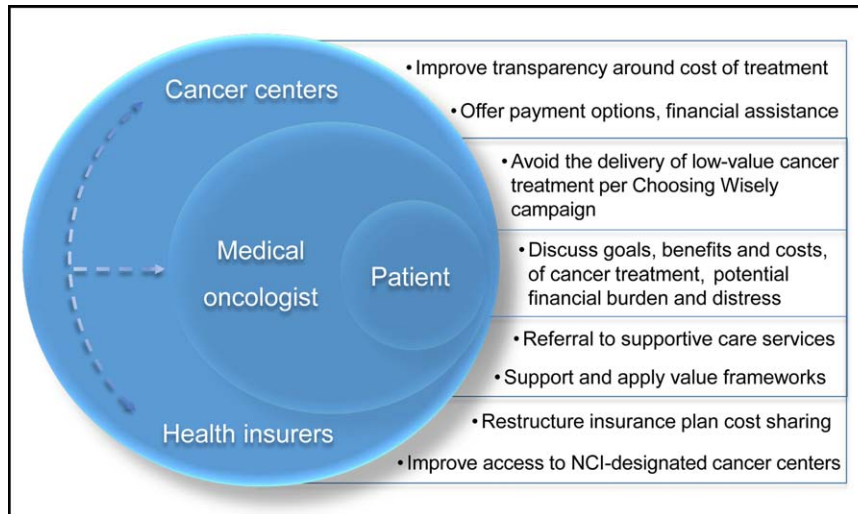 Cancer centers
Medical
oncologist
Patient
Health insurers
• Improve transparency around cost of treatment
• Offer payment options, financial assistance
• Avoid the delivery of low-value cancer
treatment per Choosing Wisely
campaign
• Discuss goals, benefits and costs,
of cancer treatment, potential
financial burden and distress
• Referral to supportive care services
• Support and apply value frameworks
• Restructure insurance plan cost sharing
• Improve access to NCI-designated cancer centers